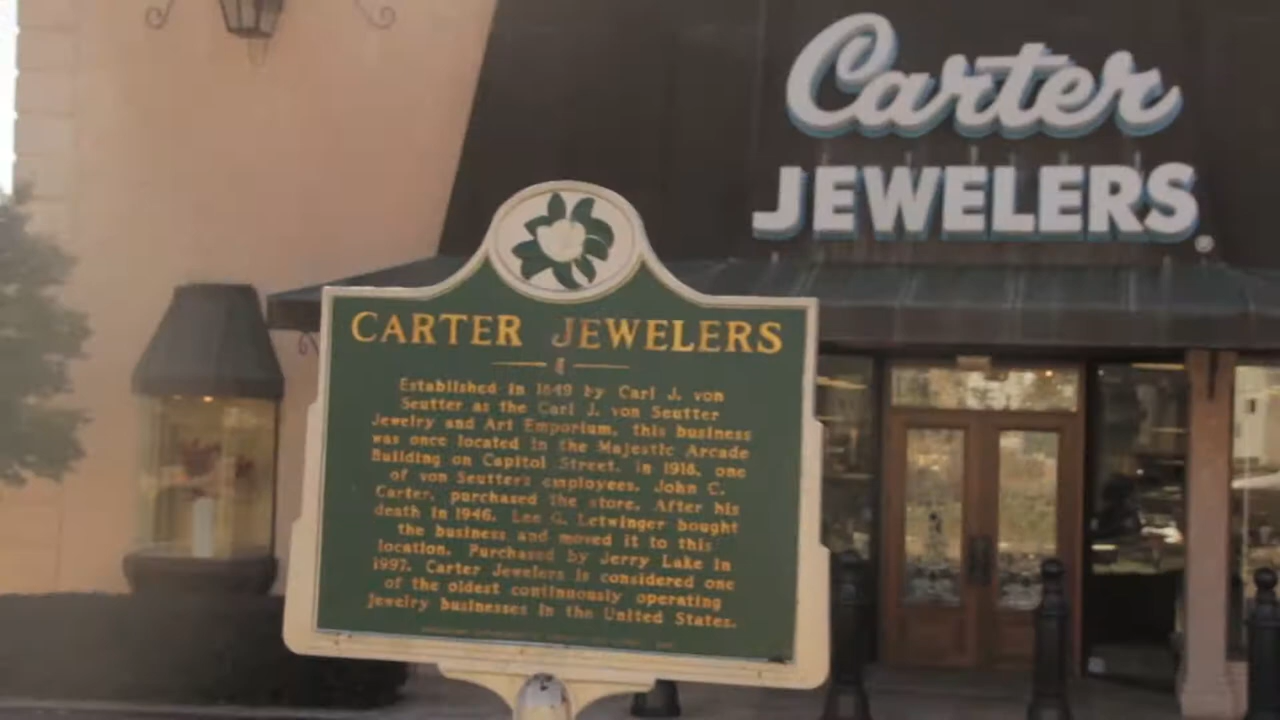 Carter
JEWELERS
CARTER JEWELERS
Established in 1849 by Carl J. von
Seutter as the Carl J. von Seutter
Jewelry and Art Emporium, this business
was once located in the Majestic Arcade
Building on Capitol Street. In 1918, one
of von Seutter's employees, John C.
Carter, purchased the store. After his
death in 1946, Lee G. Letwinger bought
the business and moved it to this
location. Purchased by Jerry Lake in
1997, Carter Jewelers is considered one
of the oldest continuously operating
jewelry businesses in the United States.